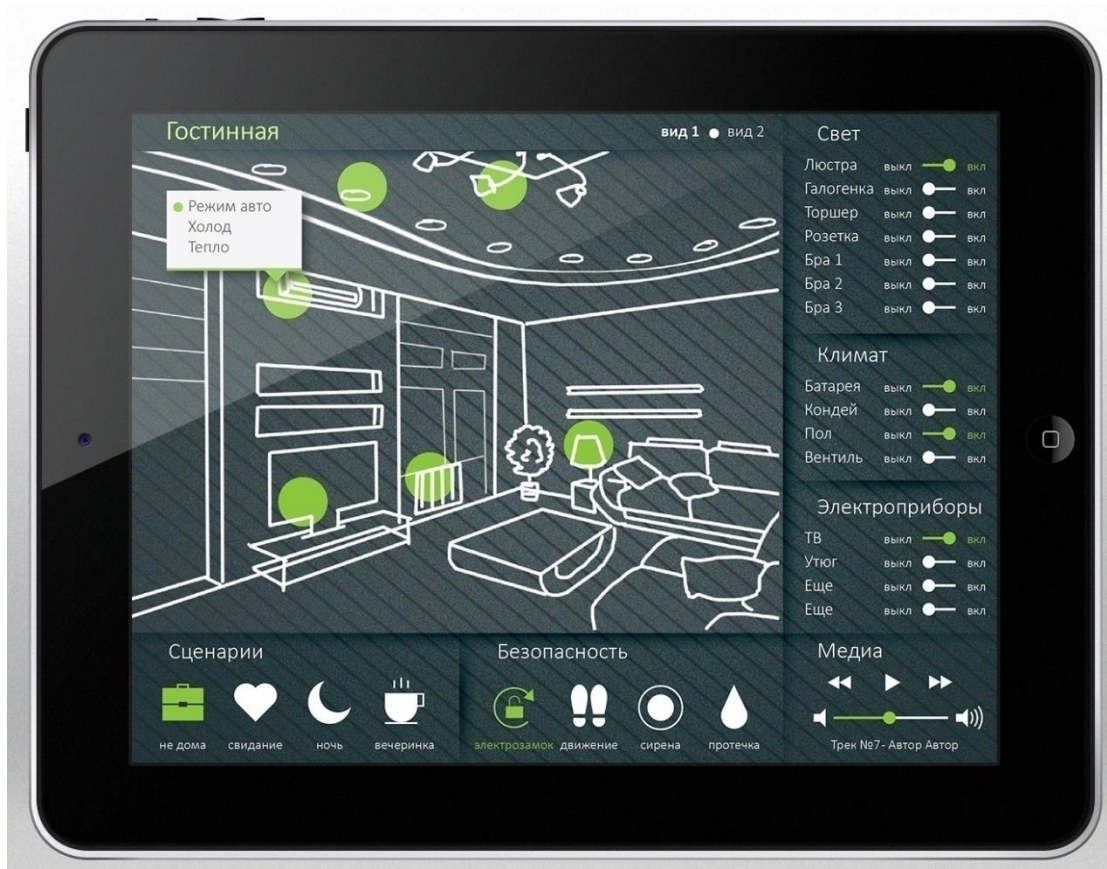 Гостинная
вид 1 вид 2
Режим авто
Холод
Тепло
Свет
Люстра выкл вкл
Галогенка выкл вкл
Торшер выкл вкл
Розетка выкл вкл
Бра 1 выкл вкл
Бра 2 выкл вкл
Бра 3 выкл вкл
Климат
Батарея выкл вкл
Кондей выкл вкл
Пол выкл вкл
Вентиль выкл вкл
Электроприборы
ТВ выкл вкл
Утюг выкл вкл
Еще выкл вкл
Еще выкл вкл
Сценарии
не дома свидание ночь вечеринка
Безопасность
электрозамок движение сирена протечка
Медиа
Трек №7- Автор Автор